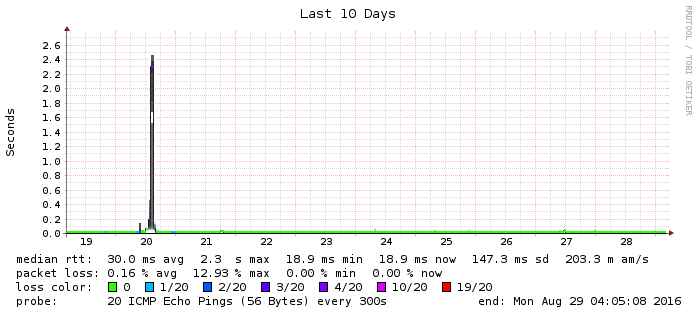 Last 10 Days
RRDTOOL / TOBI OETIKER
Seconds
2.6
2.4
2.2
2.0
1.8
1.6
1.4
1.2
1.0
0.8
0.6
0.4
0.2
0.0
19 20 21 22 23 24 25 26 27 28
median rtt: 30.0 ms avg 2.3 s max 18.9 ms min 18.9 ms now 147.3 ms sd 203.3 m am/s
packet loss: 0.16 % avg 12.93 % max 0.00 % min 0.00 % now
loss color: 0 1/20 2/20 3/20 4/20 10/20 19/20
probe: 20 ICMP Echo Pings (56 Bytes) every 300s end: Mon Aug 29 04:05:08 2016